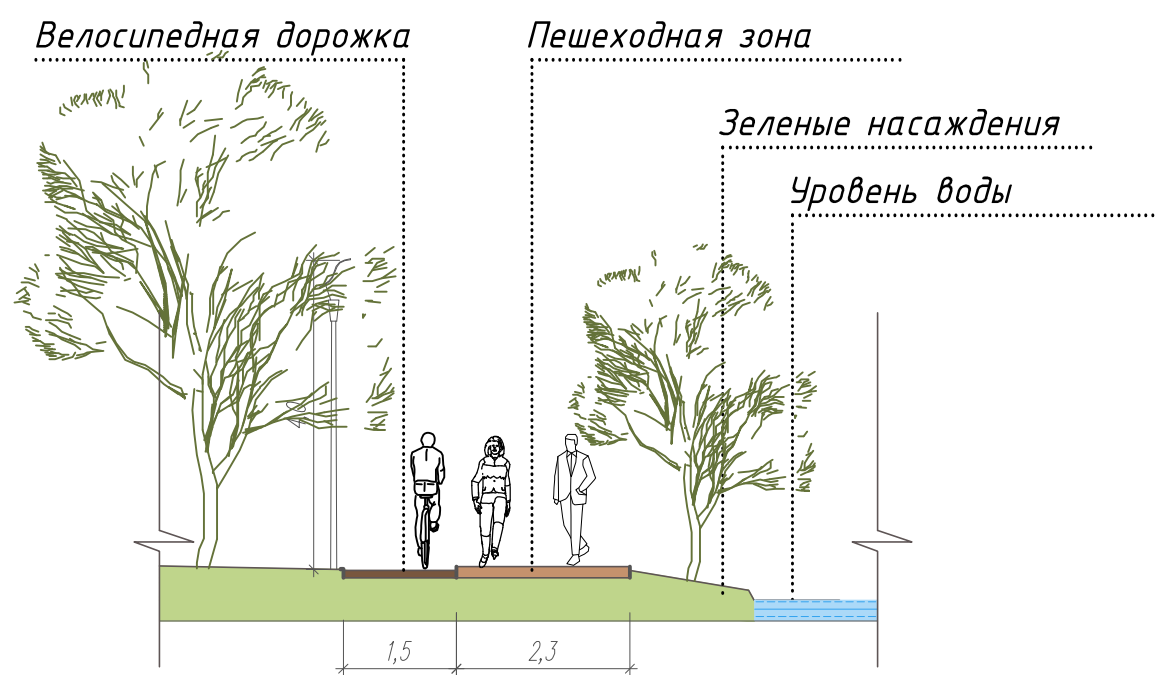 Велосипедная дорожка
Пешеходная зона
Зеленые насаждения
Уровень воды
1,5
2,3